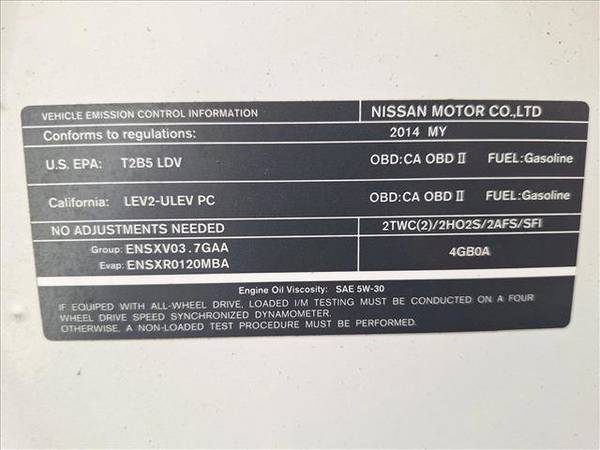 VEHICLE EMISSION CONTROL INFORMATION NISSAN MOTOR CO.,LTD
Conforms to regulations: 2014 MY
U.S. EPA: T2B5 LDV OBD:CA OBD II FUEL:Gasoline
California: LEV2-ULEV PC OBD:CA OBD II FUEL:Gasoline
NO ADJUSTMENTS NEEDED 2TWC(2)/2HO2S/2AFS/SFI
Group: ENSXV03.7GAA 4GB0A
Evap: ENSXR0120MBA
Engine Oil Viscosity: SAE 5W-30
IF EQUIPED WITH ALL-WHEEL DRIVE, LOADED I/M TESTING MUST BE CONDUCTED ON A FOUR
WHEEL DRIVE SPEED SYNCHRONIZED DYNAMOMETER.
OTHERWISE, A NON-LOADED TEST PROCEDURE MUST BE PERFORMED.